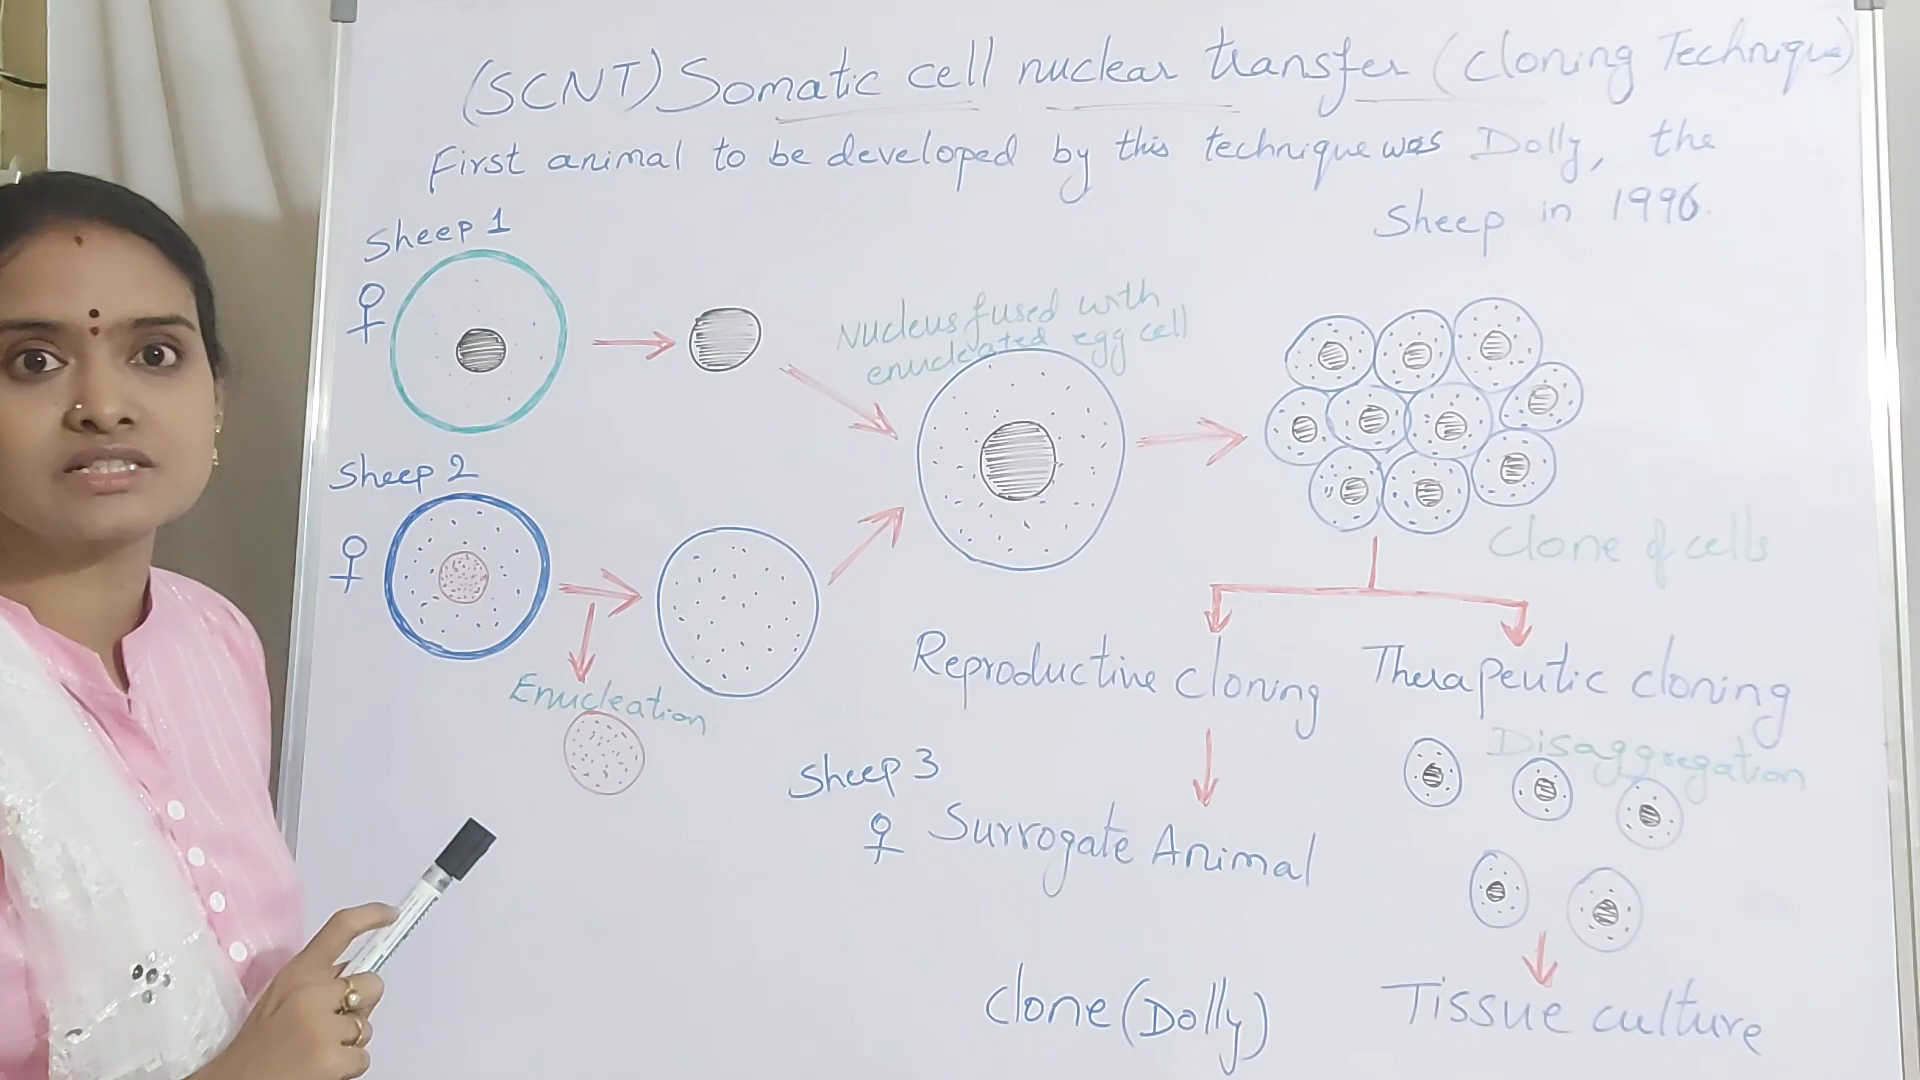 (SCNT) Somatic cell nuclear transfer (Cloning Technique)
First animal to be developed by this technique was Dolly, the
Sheep in 1996.
Sheep 1
Nucleus fused with
enucleated egg cell
Sheep 2
Clone of cells
Enucleation
Reproductive cloning
Therapeutic cloning
Disaggregation
Sheep 3
Surrogate Animal
Clone (Dolly)
Tissue culture